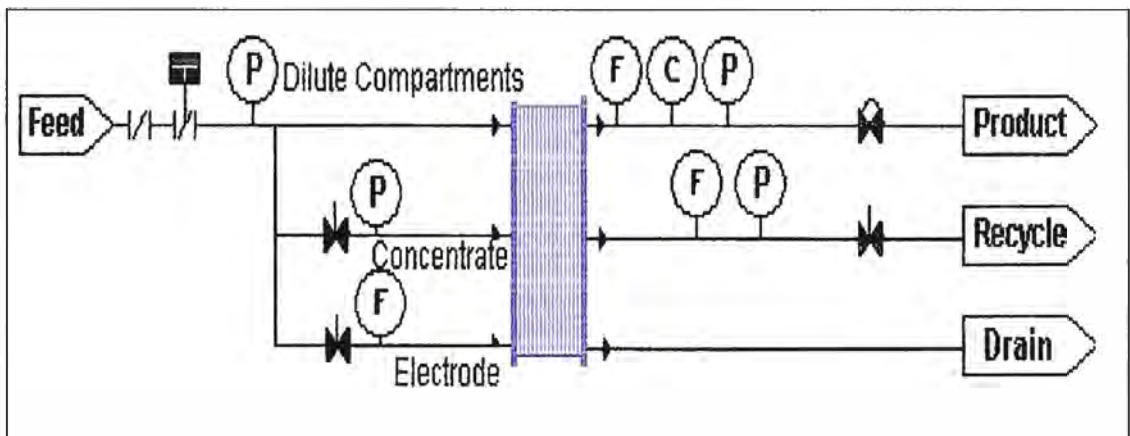 P
Dilute Compartments
F
C
P
Feed
Product
P
F
P
Concentrate
Recycle
F
Electrode
Drain